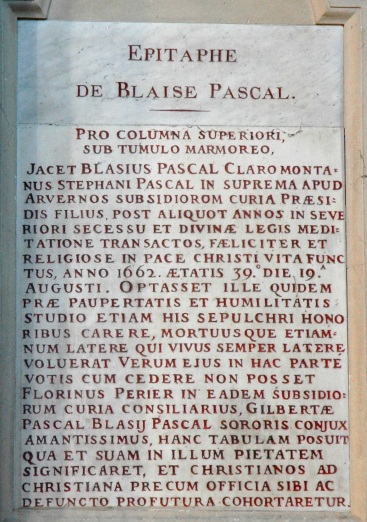 EPITAPHE
DE BLAISE PASCAL.
PRO COLUMNA SUPERIORI,
SUB TUMULO MARMOREO,
JACET BLASIUS PASCAL CLAROMONTA=
NUS STEPHANI PASCAL IN SUPREMA APUD
ARVERNOS SUBSIDIORUM CURIA PRÆSI=
DIS FILIUS, POST ALIQUOT ANNOS IN SEVE
RIORI SECESSU ET DIVINÆ LEGIS MEDI=
TATIONE TRANSACTOS, FÆLICITER ET
RELIGIOSE IN PACE CHRISTI VITA FUNC
TUS, ANNO 1662. ÆTATIS 39.º DIE 19.ª
AUGUSTI. OPTASSET ILLE QUIDEM
PRÆ PAUPERTATIS ET HUMILITATIS
STUDIO ETIAM HIS SEPULCHRI HONO
RIBUS CARERE, MORTUUSQUE ETIAM=
NUM LATERE QUI VIVUS SEMPER LATERE
VOLUERAT VERUM EJUS IN HAC PARTE
VOTIS CUM CEDERE NON POSSET
FLORINUS PERIER IN EADEM SUBSIDIO=
RUM CURIA CONSILIARIUS, GILBERTÆ
PASCAL BLASIJ PASCAL SORORIS CONJUX
AMANTISSIMUS, HANC TABULAM POSUIT
QUA ET SUAM IN ILLUM PIETATEM
SIGNIFICARET, ET CHRISTIANOS AD
CHRISTIANA PRECUM OFFICIA SIBI AC
DEFUNCTO PROFUTURA COHORTARETUR.